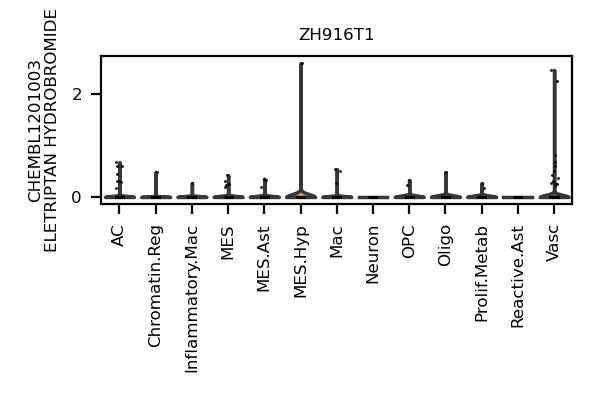 ZH916T1
CHEMBL1201003
ELETRIPTAN HYDROBROMIDE
2
0
AC
Chromatin.Reg
Inflammatory.Mac
MES
MES.Ast
MES.Hyp
Mac
Neuron
OPC
Oligo
Prolif.Metab
Reactive.Ast
Vasc